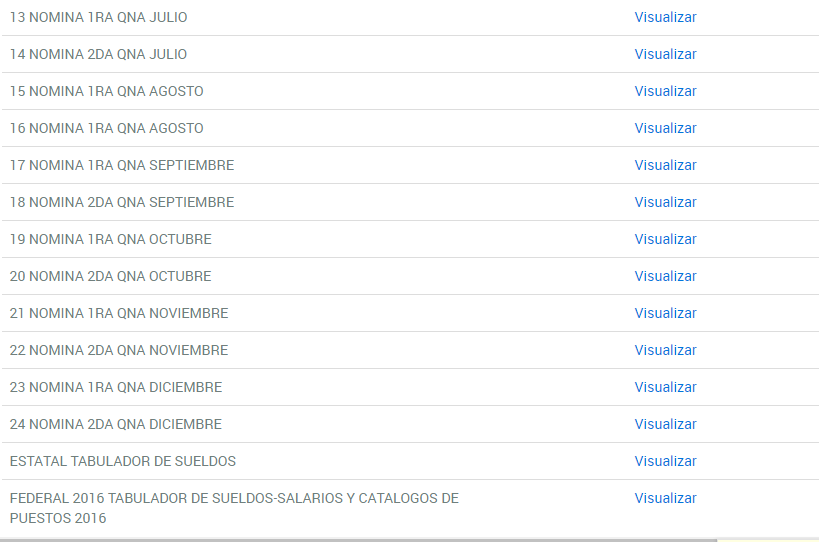 13 NOMINA 1RA QNA JULIO Visualizar
14 NOMINA 2DA QNA JULIO Visualizar
15 NOMINA 1RA QNA AGOSTO Visualizar
16 NOMINA 1RA QNA AGOSTO Visualizar
17 NOMINA 1RA QNA SEPTIEMBRE Visualizar
18 NOMINA 2DA QNA SEPTIEMBRE Visualizar
19 NOMINA 1RA QNA OCTUBRE Visualizar
20 NOMINA 2DA QNA OCTUBRE Visualizar
21 NOMINA 1RA QNA NOVIEMBRE Visualizar
22 NOMINA 2DA QNA NOVIEMBRE Visualizar
23 NOMINA 1RA QNA DICIEMBRE Visualizar
24 NOMINA 2DA QNA DICIEMBRE Visualizar
ESTATAL TABULADOR DE SUELDOS Visualizar
FEDERAL 2016 TABULADOR DE SUELDOS-SALARIOS Y CATALOGOS DE Visualizar
PUESTOS 2016